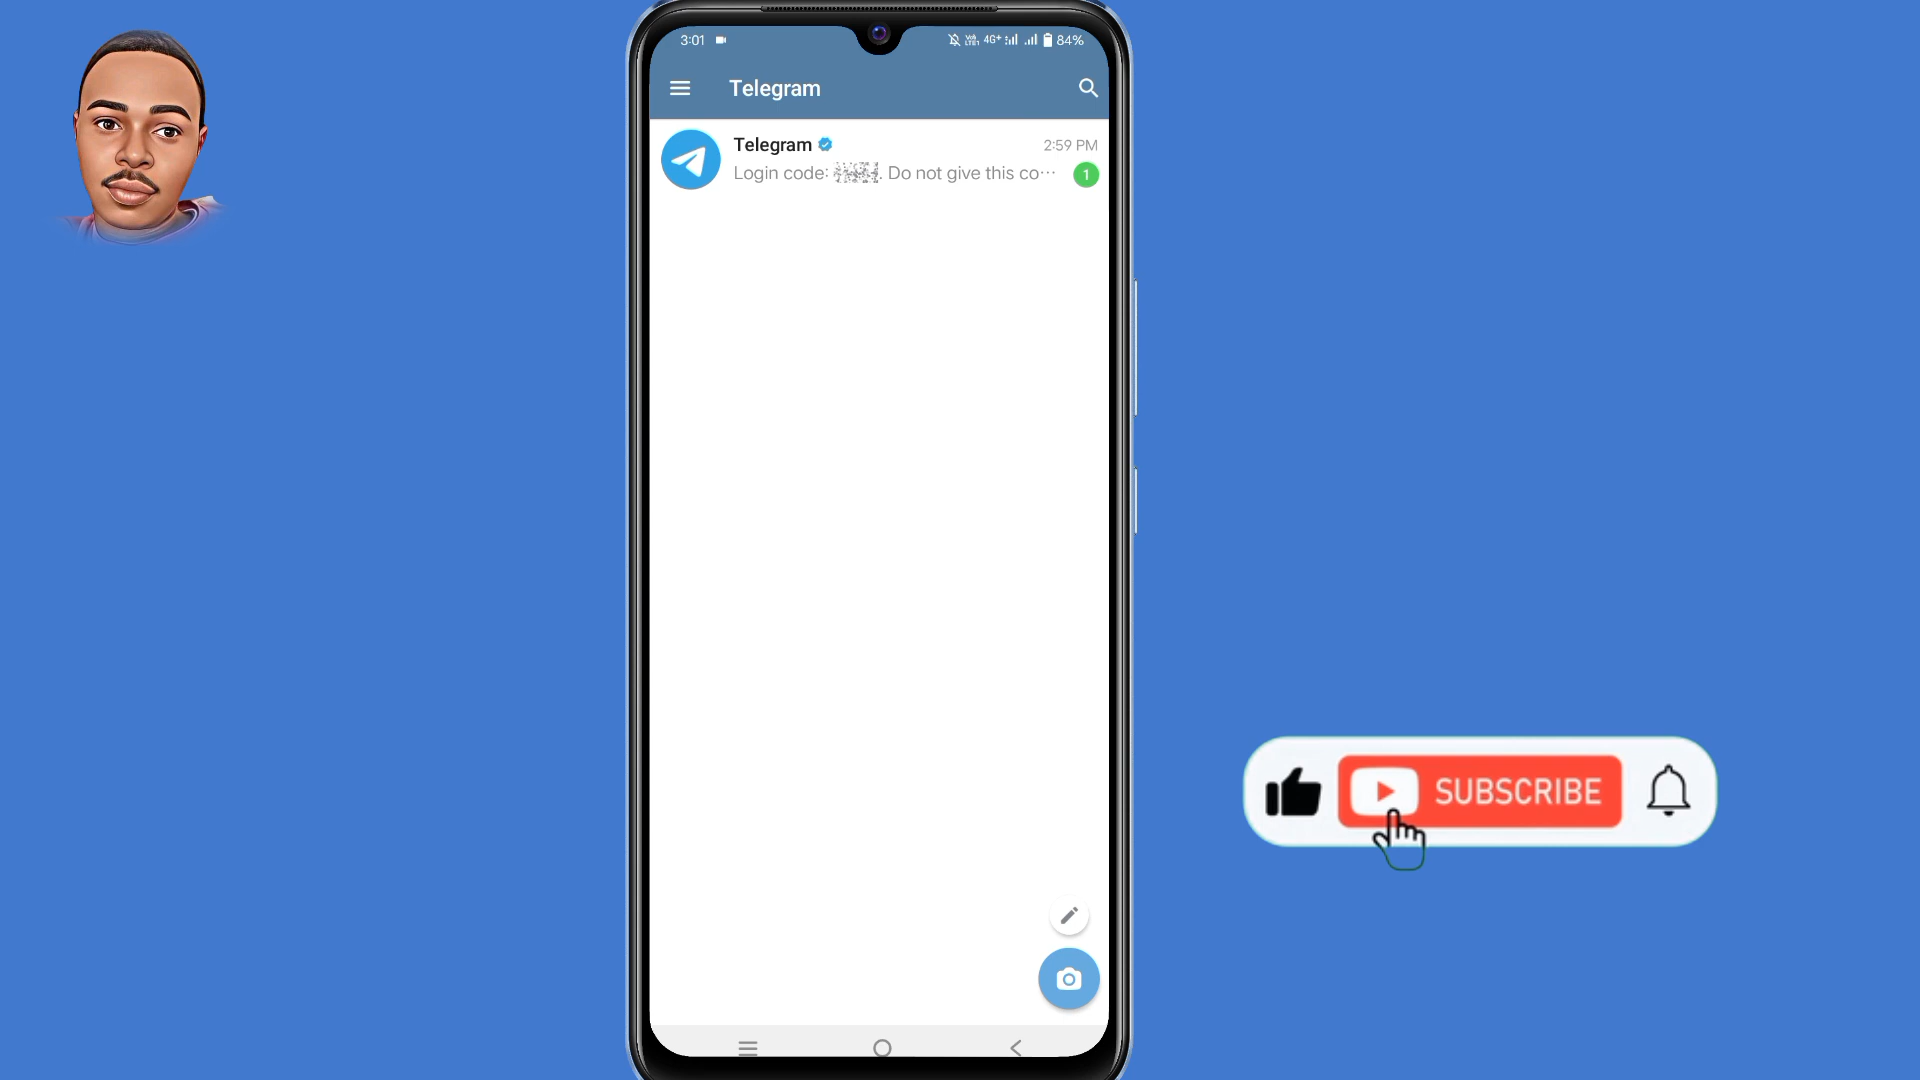 3:01 4G+ 84%
Telegram
Telegram 2:59 PM
Login code: . Do not give this co··· 1
SUBSCRIBE